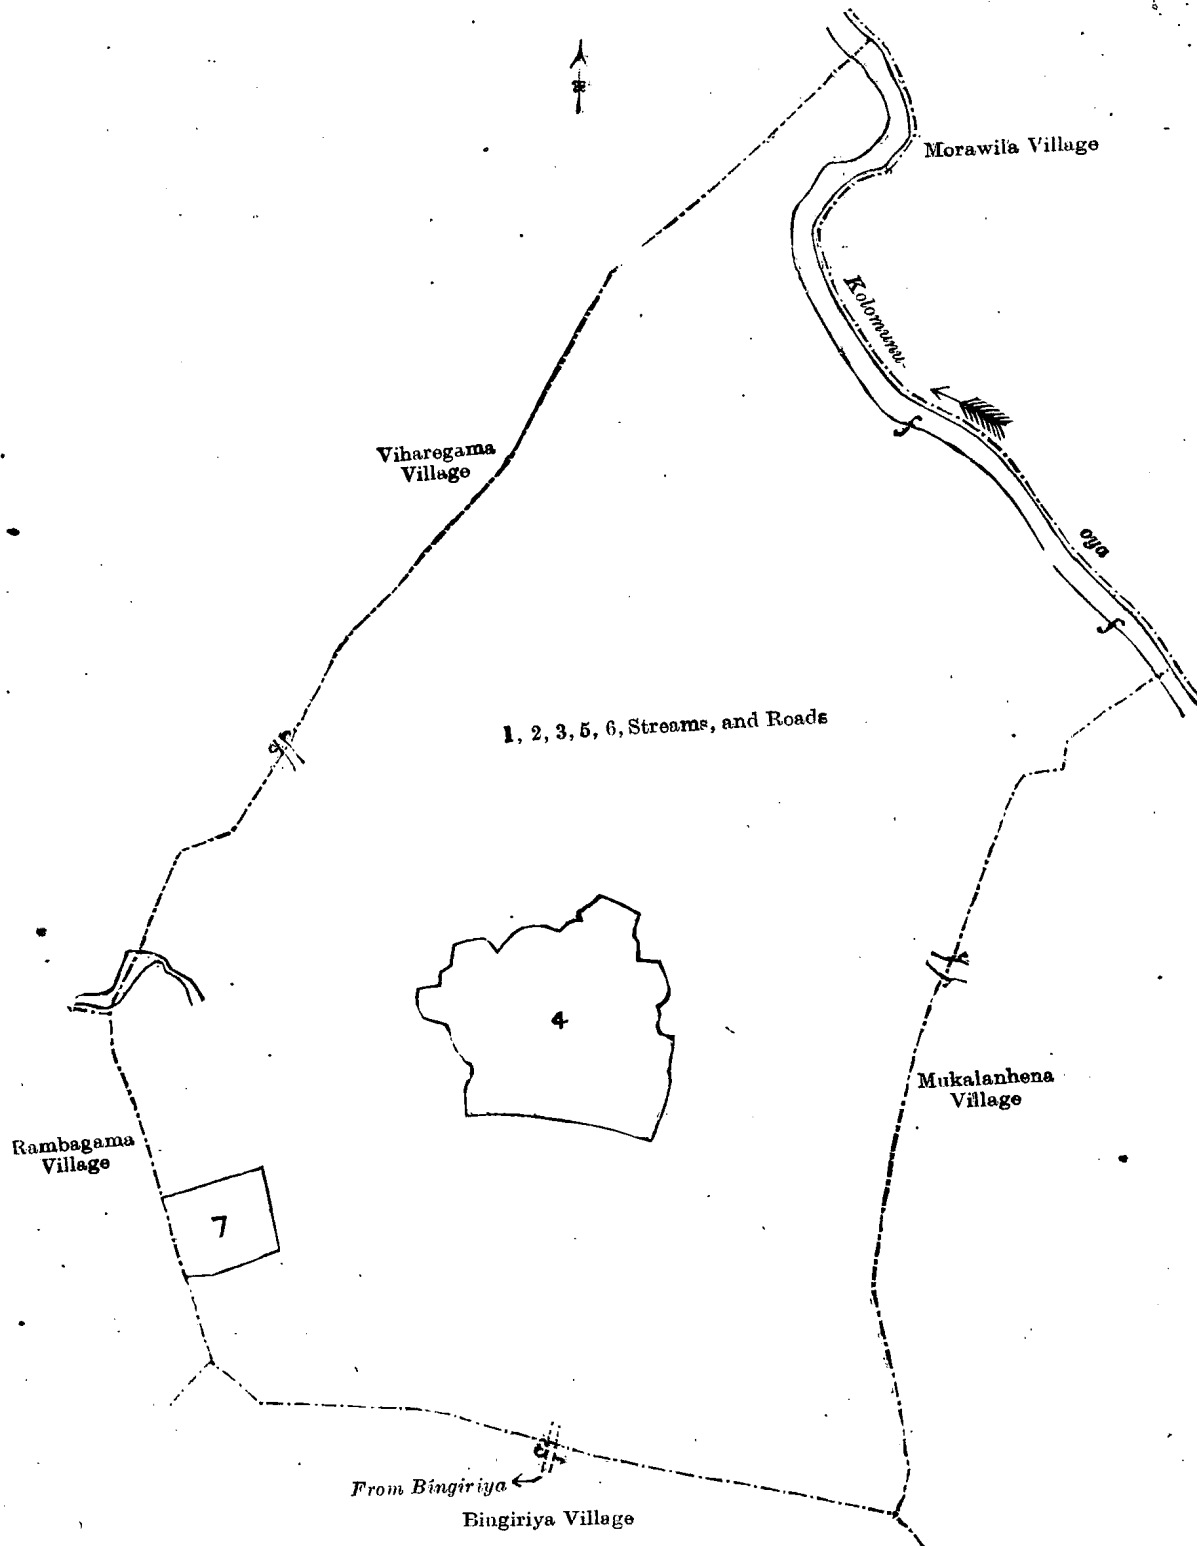 Morawila Village
Kolomunu-
oya
Viharegama
Village
1, 2, 3, 5, 6, Streams, and Roads
4
Mukalanhena
Village
Rambagama
Village
7
From Bingiriya
Bingiriya Village